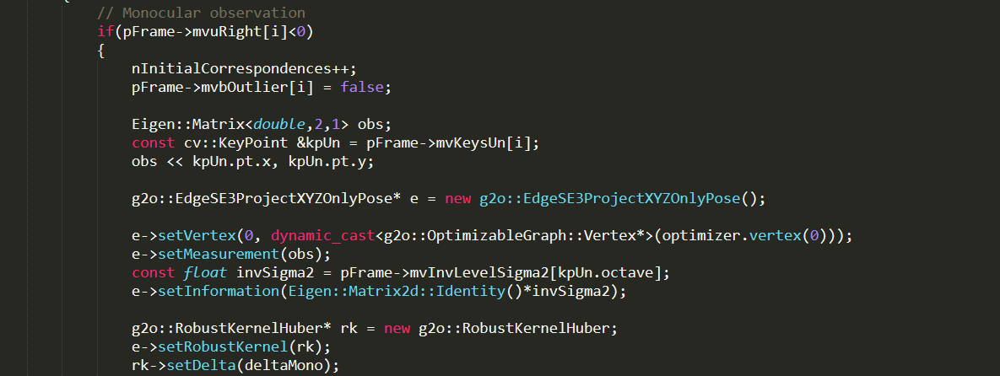 // Monocular observation
if(pFrame->mvuRight[i]<0)
{
nInitialCorrespondences++;
pFrame->mvbOutlier[i] = false;
Eigen::Matrix<double,2,1> obs;
const cv::KeyPoint &kpUn = pFrame->mvKeysUn[i];
obs << kpUn.pt.x, kpUn.pt.y;
g2o::EdgeSE3ProjectXYZOnlyPose* e = new g2o::EdgeSE3ProjectXYZOnlyPose();
e->setVertex(0, dynamic_cast<g2o::OptimizableGraph::Vertex*>(optimizer.vertex(0)));
e->setMeasurement(obs);
const float invSigma2 = pFrame->mvInvLevelSigma2[kpUn.octave];
e->setInformation(Eigen::Matrix2d::Identity()*invSigma2);
g2o::RobustKernelHuber* rk = new g2o::RobustKernelHuber;
e->setRobustKernel(rk);
rk->setDelta(deltaMono);